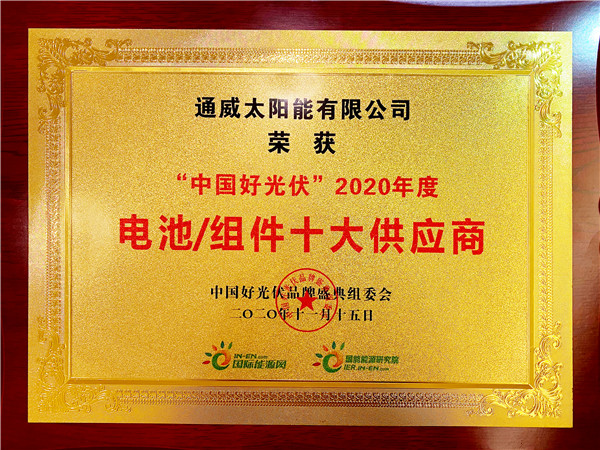 通威太阳能有限公司
荣 获
“中国好光伏”2020年度
电池/组件十大供应商
中国好光伏品牌盛典组委会
二〇二〇年十一月十五日
IN-EN.com
国际能源网
国际能源研究院
IER.IN-EN.com